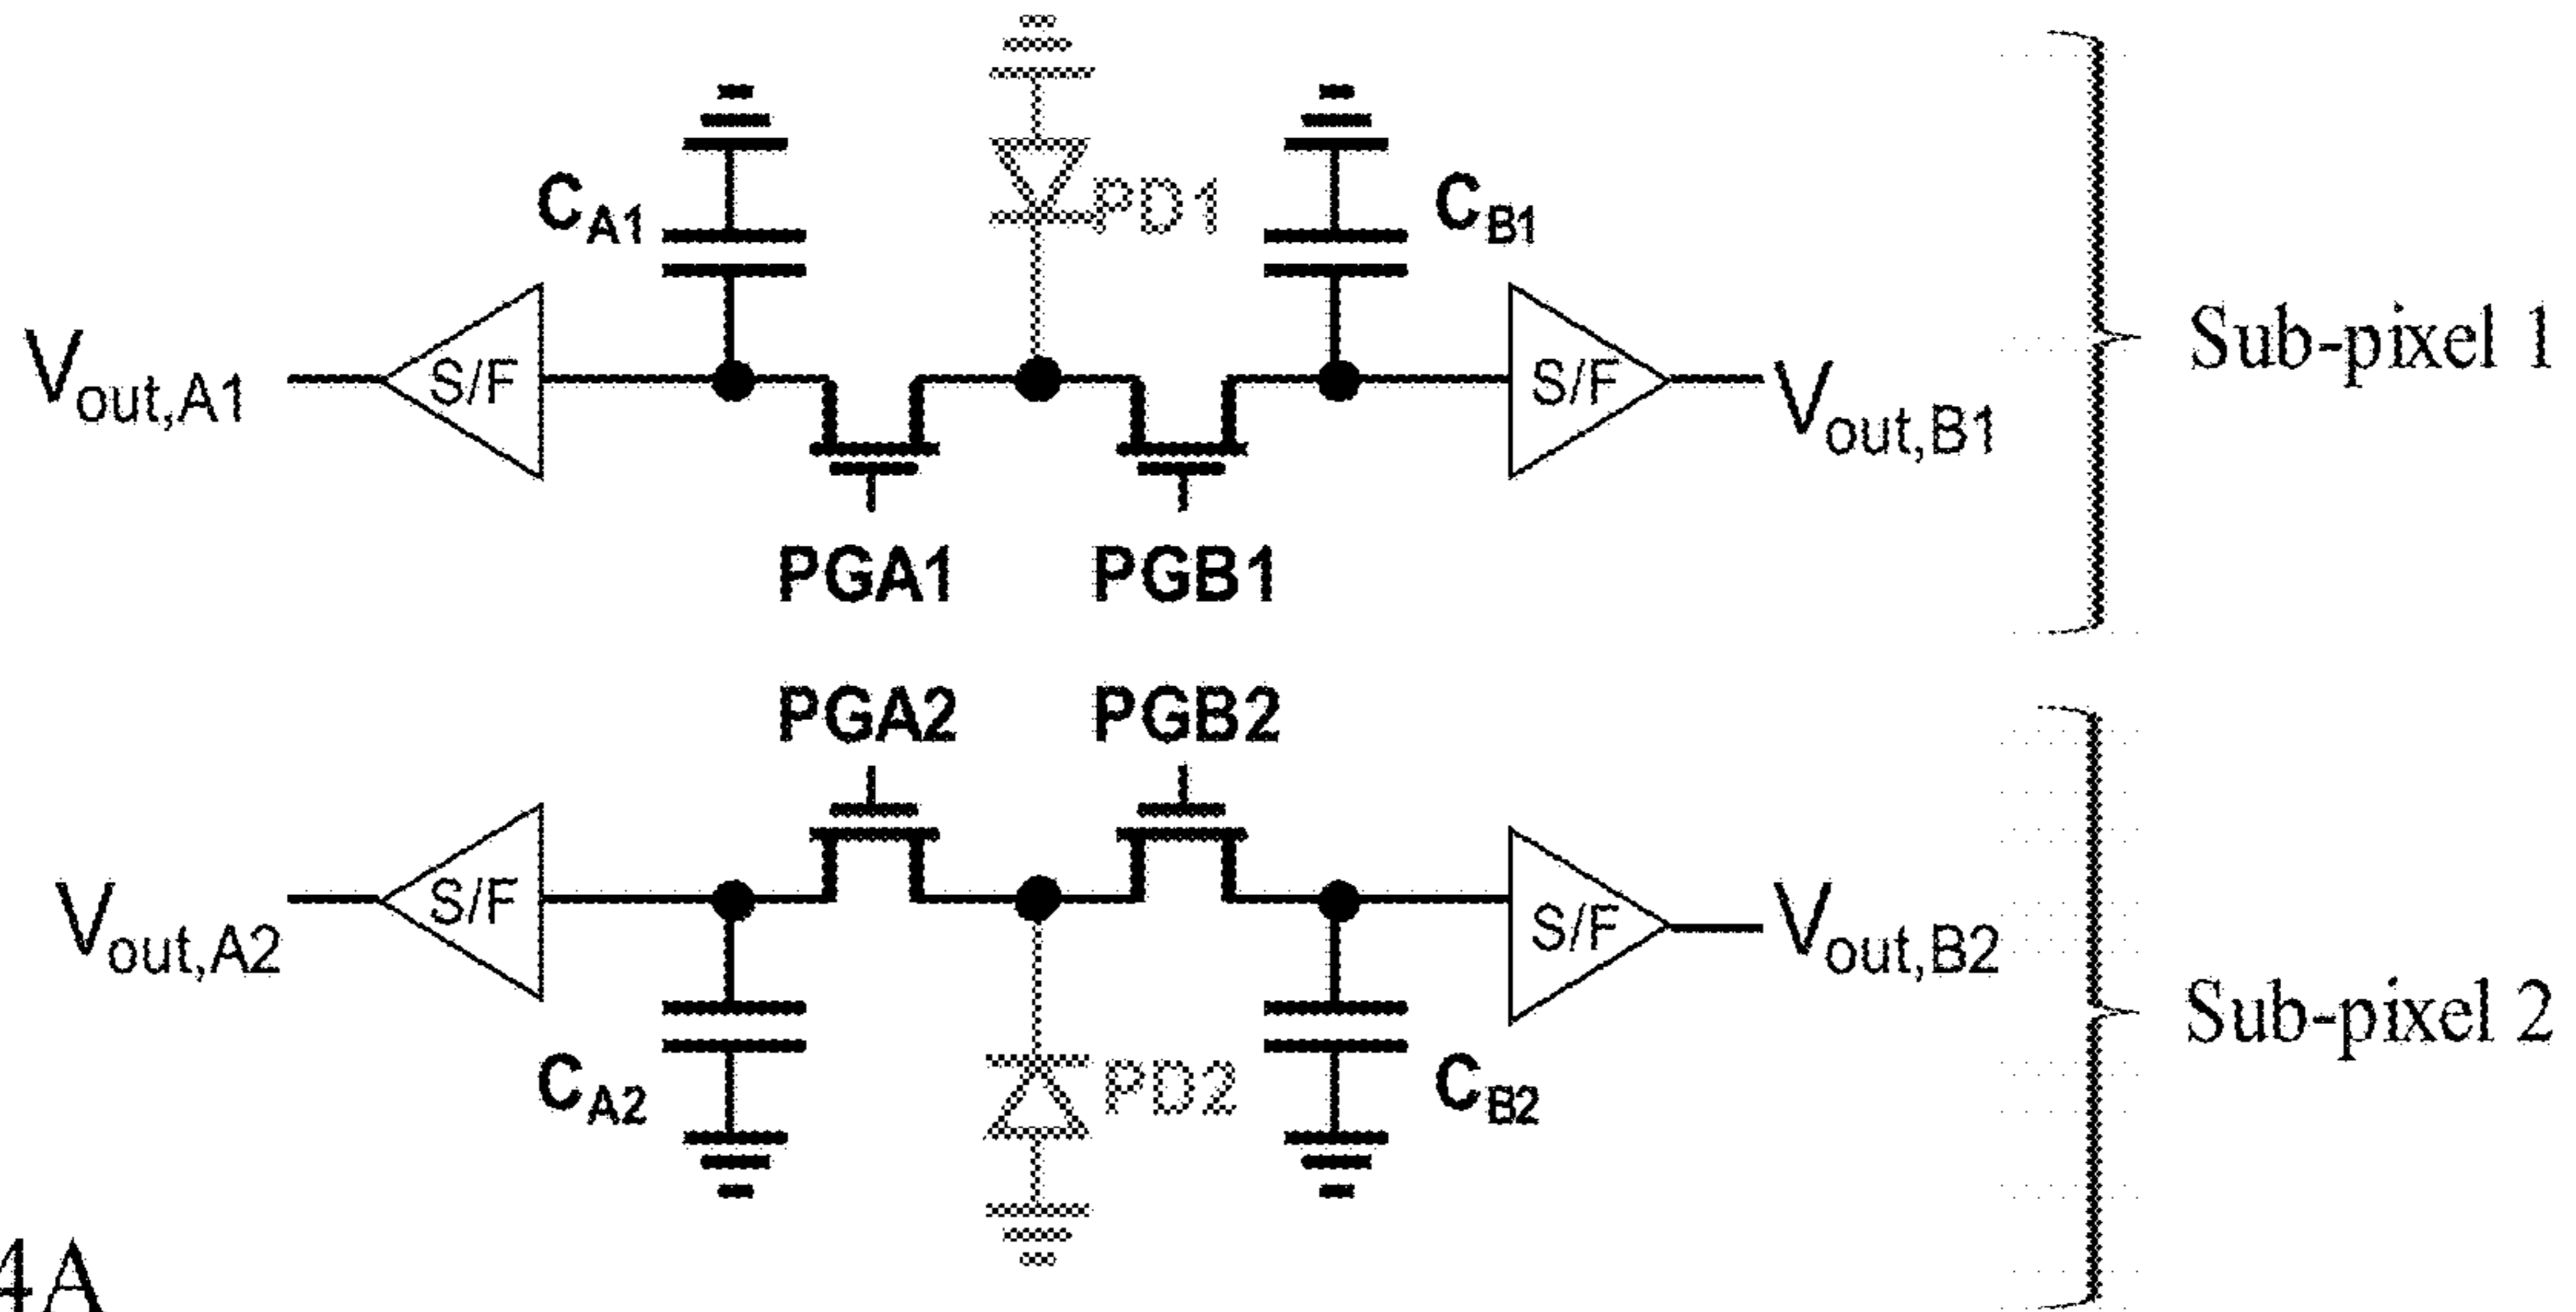 C_A1 PD1 C_B1
V_out,A1 S/F S/F V_out,B1 Sub-pixel 1
PGA1 PGB1
PGA2 PGB2
V_out,A2 S/F S/F V_out,B2 Sub-pixel 2
C_A2 PD2 C_B2
4A